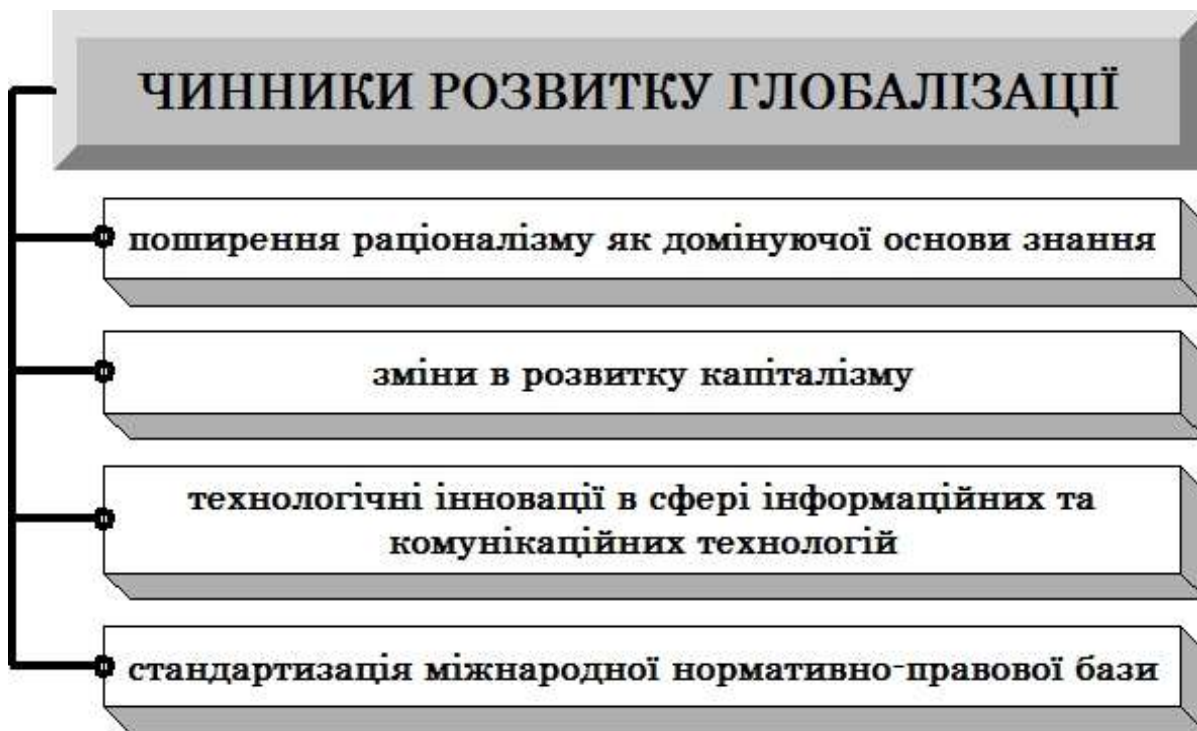 ЧИННИКИ РОЗВИТКУ ГЛОБАЛІЗАЦІЇ
поширення раціоналізму як домінуючої основи знання
зміни в розвитку капіталізму
технологічні інновації в сфері інформаційних та
комунікаційних технологій
стандартизація міжнародної нормативно-правової бази